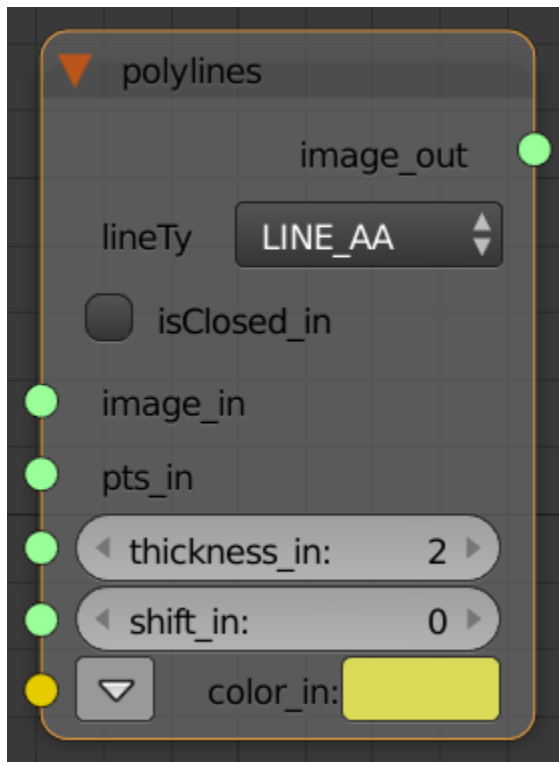 polylines
image_out
lineTy LINE_AA
isClosed_in
image_in
pts_in
thickness_in: 2
shift_in: 0
color_in: